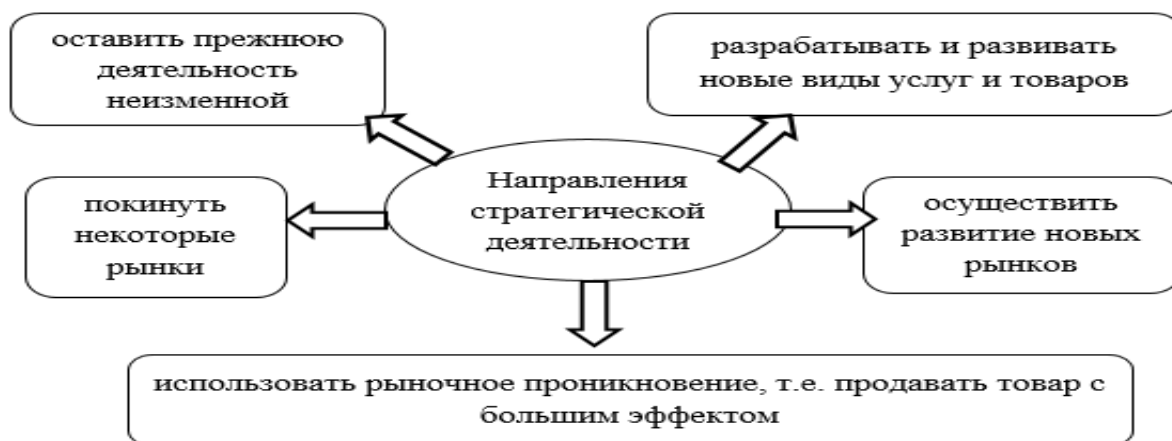 оставить прежнюю
деятельность
неизменной
разрабатывать и развивать
новые виды услуг и товаров
Направления
стратегической
деятельности
покинуть
некоторые
рынки
осуществить
развитие новых
рынков
использовать рыночное проникновение, т.е. продавать товар с
большим эффектом